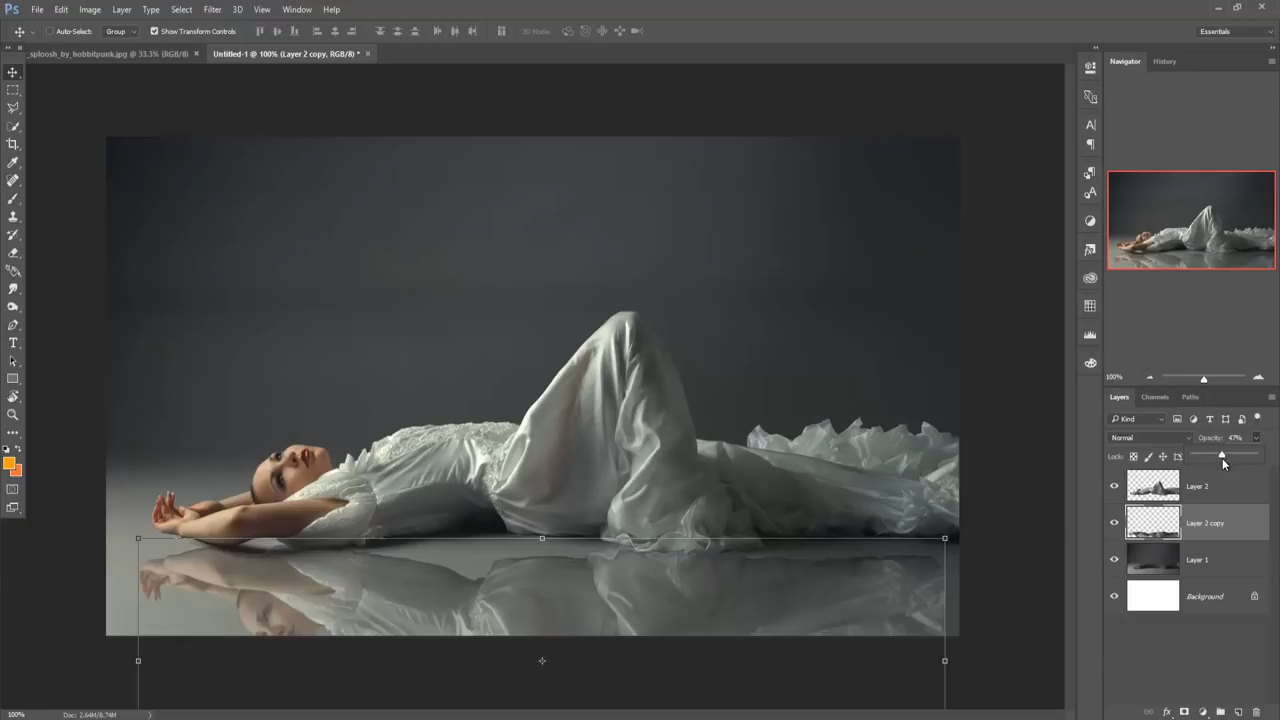 Ps File Edit Image Layer Type Select Filter 3D View Window Help
Auto-Select: Group Show Transform Controls 3D Mode: Essentials
_sploosh_by_hobbitpunk.jpg @ 33.3% (RGB/8) × Untitled-1 @ 100% (Layer 2 copy, RGB/8) * ×
Navigator History
100%
Layers Channels Paths
Kind
Normal Opacity: 47%
Lock:
Layer 2
Layer 2 copy
Layer 1
Background
100% Doc: 2.64M/8.74M